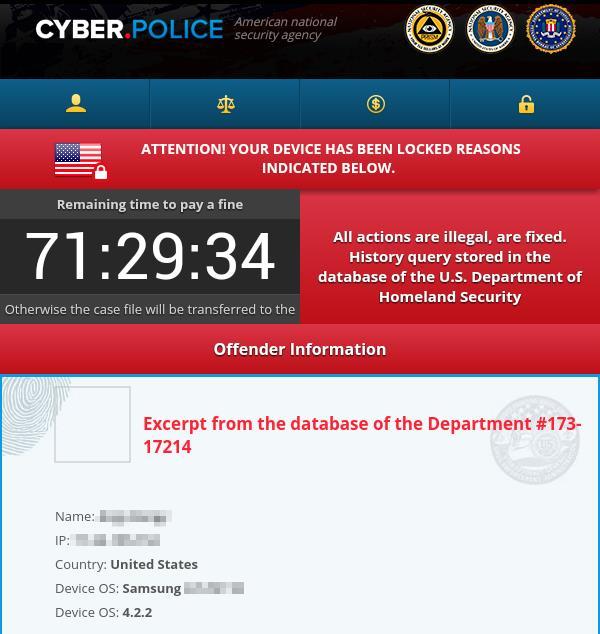 CYBER.POLICE
American national
security agency
ATTENTION! YOUR DEVICE HAS BEEN LOCKED REASONS
INDICATED BELOW.
Remaining time to pay a fine
71:29:34
Otherwise the case file will be transferred to the
All actions are illegal, are fixed.
History query stored in the
database of the U.S. Department of
Homeland Security
Offender Information
Excerpt from the database of the Department #173-
17214
Name:
IP:
Country: United States
Device OS: Samsung
Device OS: 4.2.2